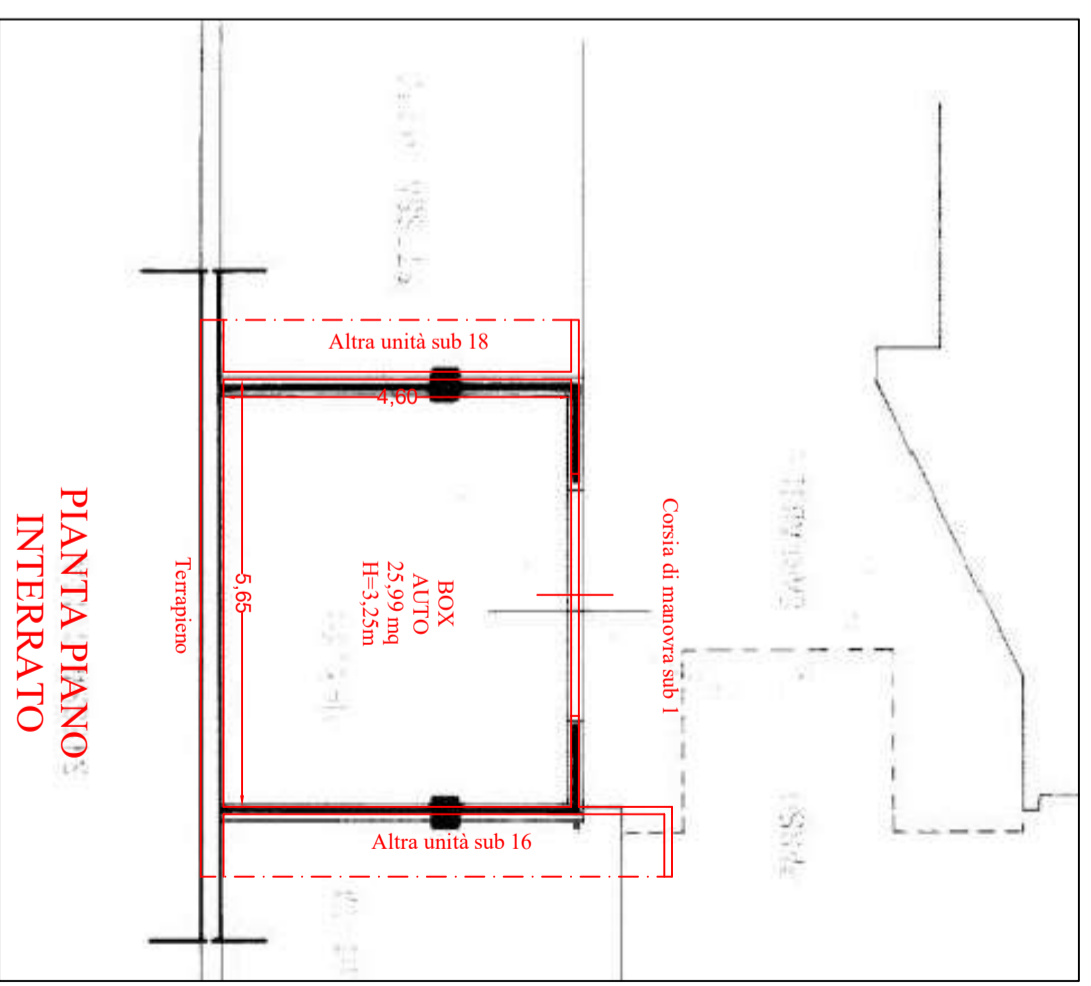 Altra unità sub 18
4,60
Corsia di manovra sub 1
BOX
AUTO
25,99 mq
H=3,25m
5,65
Terrapieno
Altra unità sub 16
PIANTA PIANO
INTERRATO